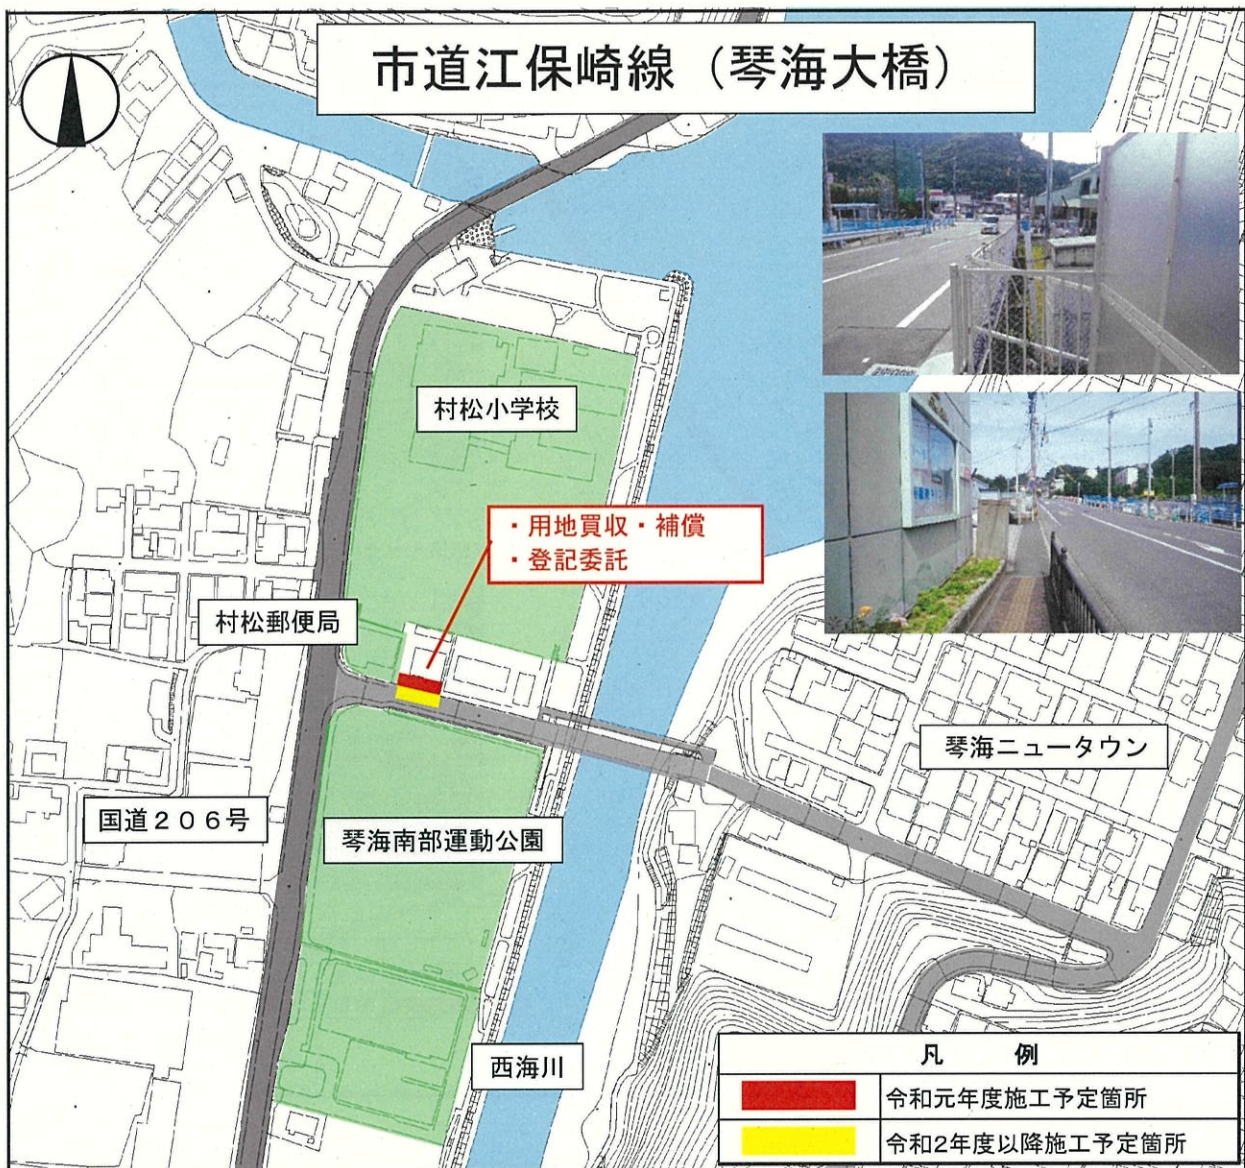 市道江保崎線（琴海大橋）
村松小学校
・用地買収・補償
・登記委託
村松郵便局
琴海ニュータウン
国道２０６号
琴海南部運動公園
西海川
凡　例
令和元年度施工予定箇所
令和2年度以降施工予定箇所